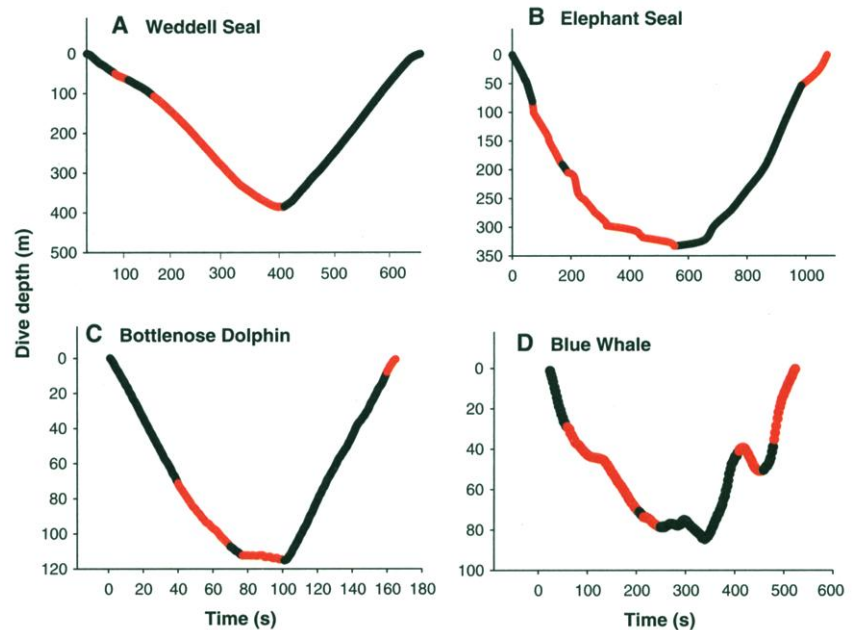 A Weddell Seal
0
100
200
300
400
500
100 200 300 400 500 600
B Elephant Seal
0
50
100
150
200
250
300
350
0 200 400 600 800 1000
Dive depth (m)
C Bottlenose Dolphin
0
20
40
60
80
100
120
0 20 40 60 80 100 120 140 160 180
Time (s)
D Blue Whale
0
20
40
60
80
100
0 100 200 300 400 500 600
Time (s)